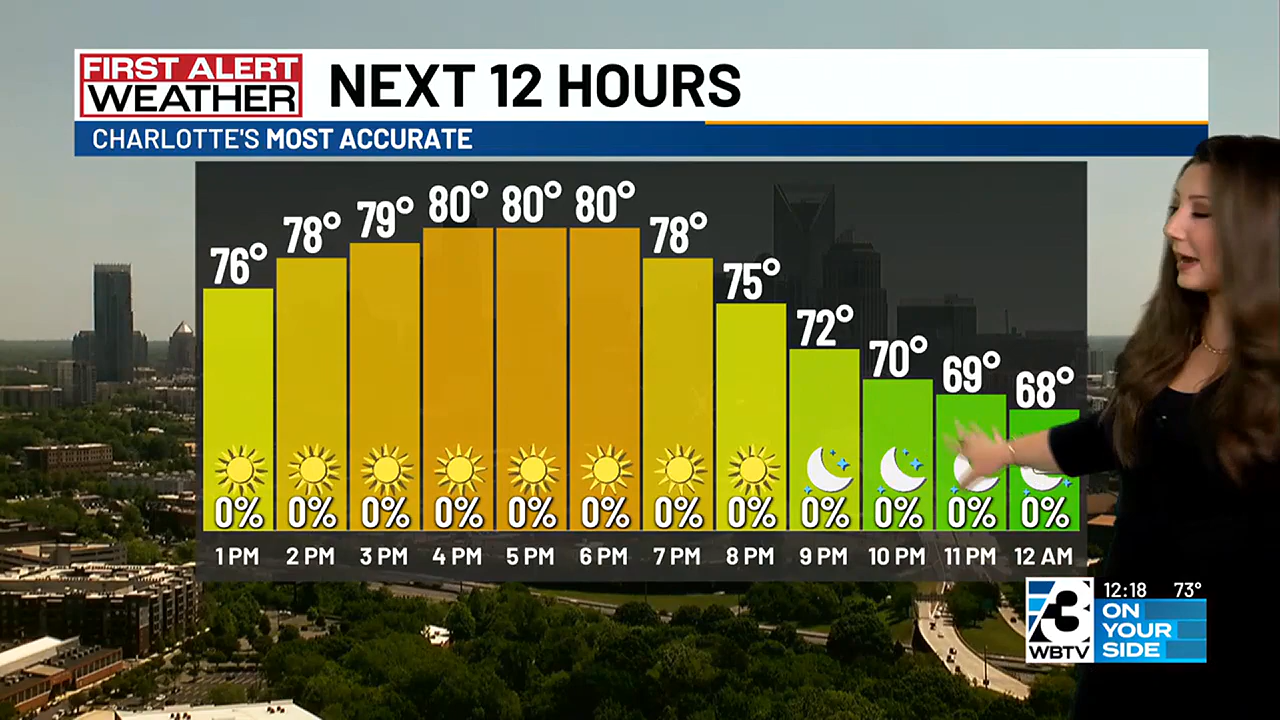 FIRST ALERT
WEATHER
NEXT 12 HOURS
CHARLOTTE'S MOST ACCURATE
76° 78° 79° 80° 80° 80° 78° 75° 72° 70° 69° 68°
0% 0% 0% 0% 0% 0% 0% 0% 0% 0% 0% 0%
1 PM 2 PM 3 PM 4 PM 5 PM 6 PM 7 PM 8 PM 9 PM 10 PM 11 PM 12 AM
12:18 73°
3
WBTV
ON
YOUR
SIDE